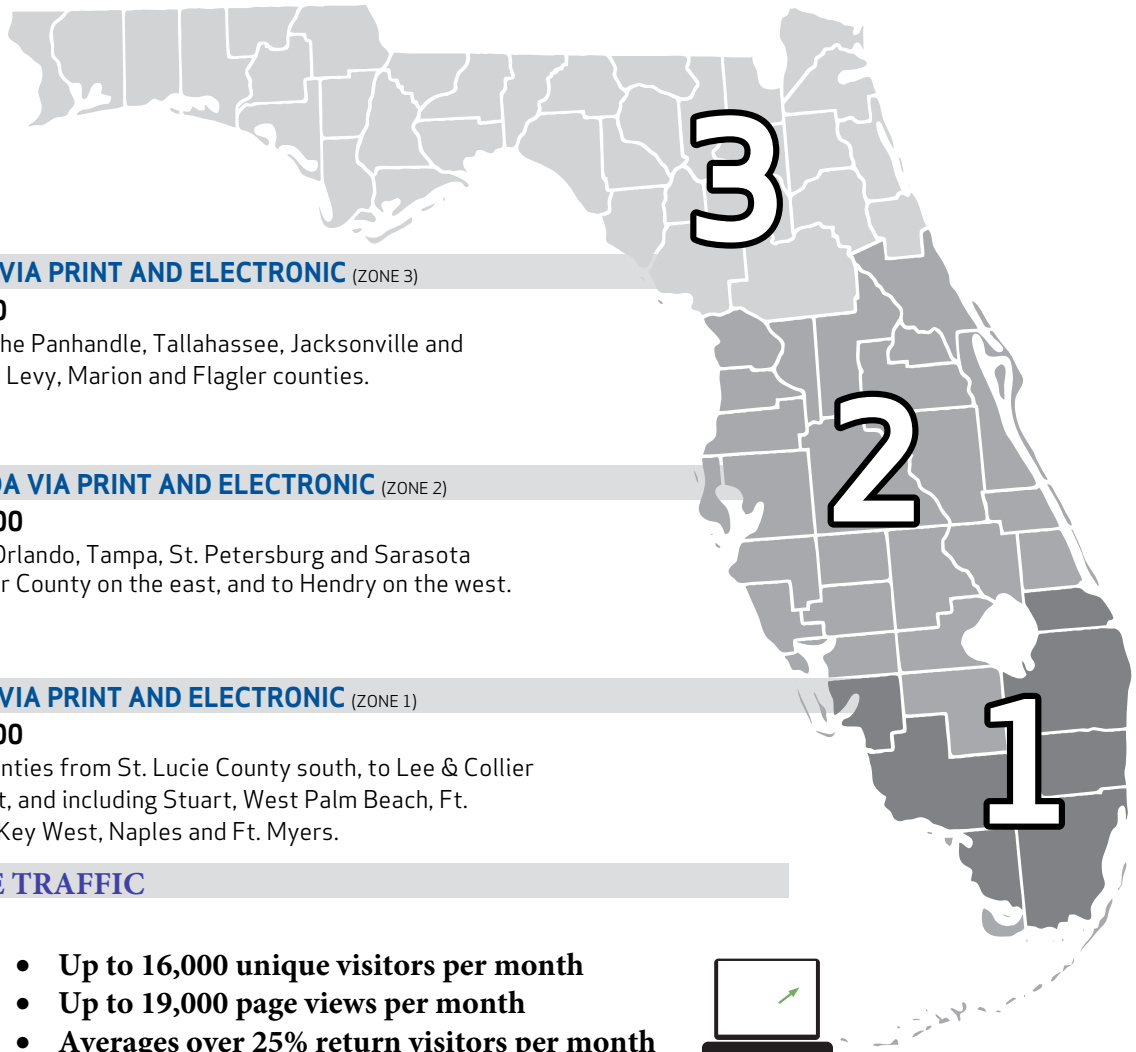 3
VIA PRINT AND ELECTRONIC (ZONE 3)
0
he Panhandle, Tallahassee, Jacksonville and
Levy, Marion and Flagler counties.
2
DA VIA PRINT AND ELECTRONIC (ZONE 2)
00
Orlando, Tampa, St. Petersburg and Sarasota
r County on the east, and to Hendry on the west.
VIA PRINT AND ELECTRONIC (ZONE 1)
00
nties from St. Lucie County south, to Lee & Collier
t, and including Stuart, West Palm Beach, Ft.
Key West, Naples and Ft. Myers.
1
E TRAFFIC
• Up to 16,000 unique visitors per month
• Up to 19,000 page views per month
• Averages over 25% return visitors per month